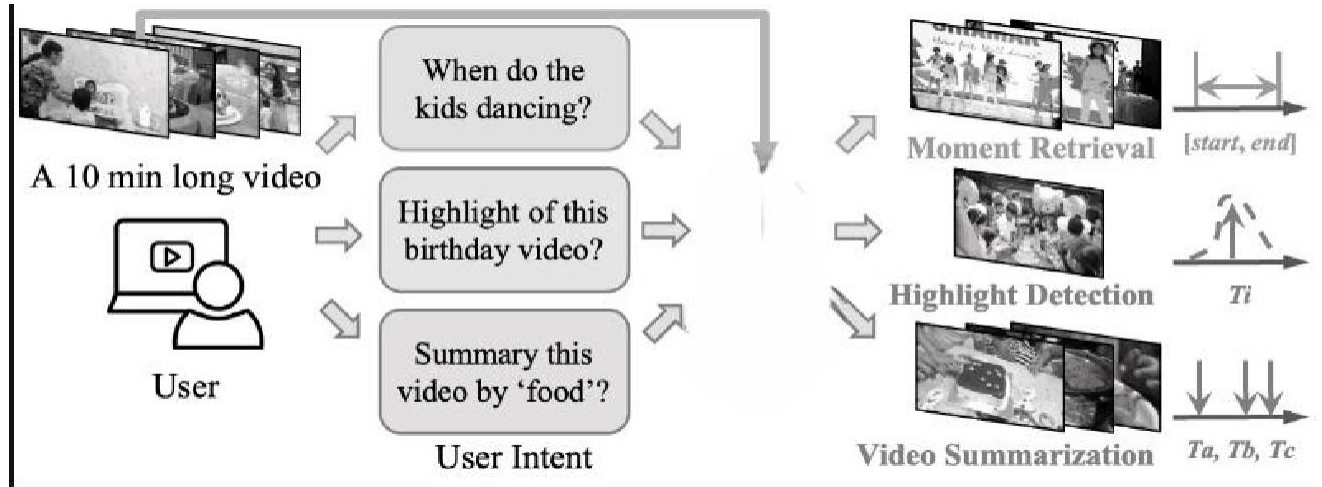 When do the
kids dancing?
A 10 min long video
Highlight of this
birthday video?
User
Summary this
video by ‘food’?
User Intent
Moment Retrieval
[start, end]
Highlight Detection
Ti
Video Summarization
Ta, Tb, Tc